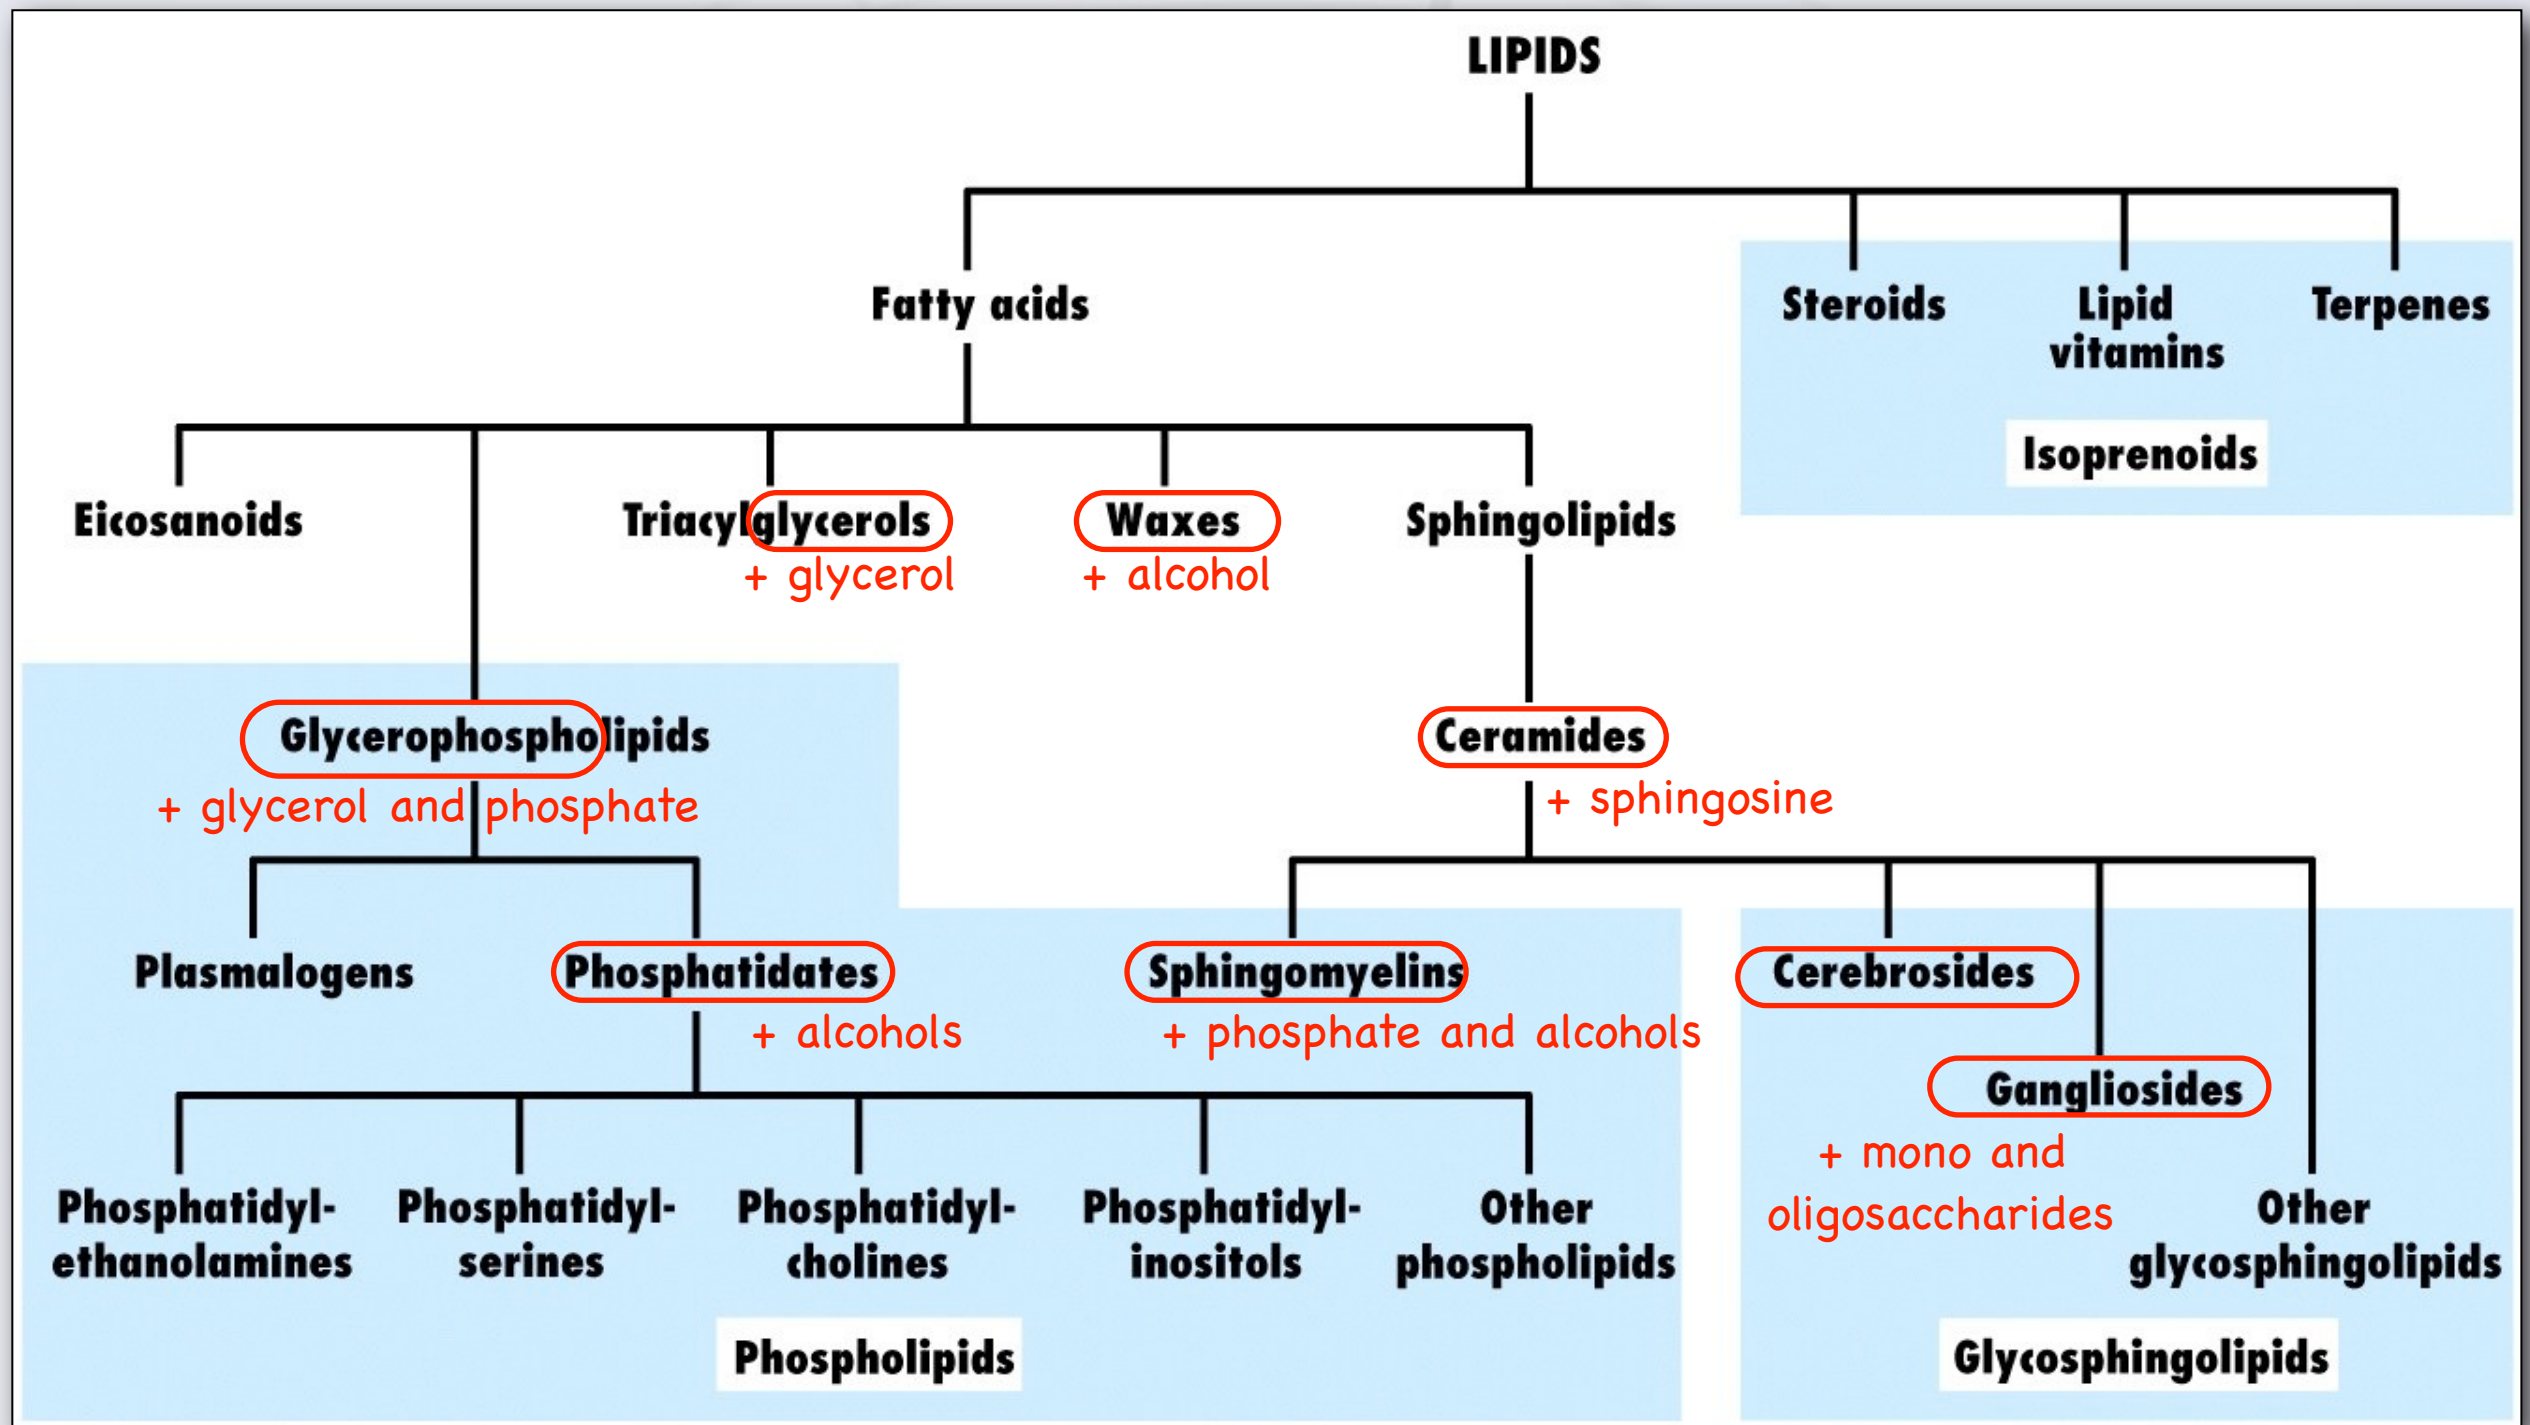 LIPIDS
Fatty acids
Steroids
Lipid
vitamins
Terpenes
Isoprenoids
Eicosanoids
Triacylglycerols
+ glycerol
Waxes
+ alcohol
Sphingolipids
Glycerophospholipids
+ glycerol and phosphate
Ceramides
+ sphingosine
Plasmalogens
Phosphatidates
+ alcohols
Sphingomyelins
+ phosphate and alcohols
Cerebrosides
Gangliosides
+ mono and
oligosaccharides
Phosphatidyl-
ethanolamines
Phosphatidyl-
serines
Phosphatidyl-
cholines
Phosphatidyl-
inositols
Other
phospholipids
Other
glycosphingolipids
Phospholipids
Glycosphingolipids